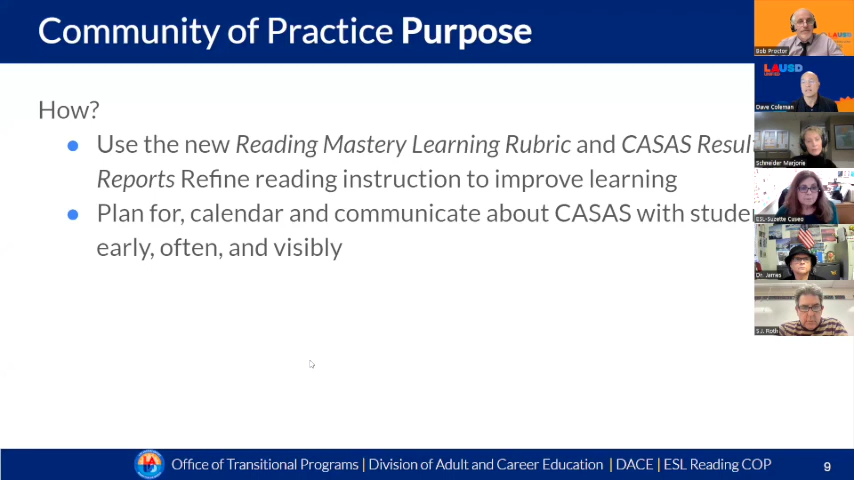 Community of Practice Purpose
How?
Use the new Reading Mastery Learning Rubric and CASAS Result
Reports Refine reading instruction to improve learning
Plan for, calendar and communicate about CASAS with studen
early, often, and visibly
Office of Transitional Programs | Division of Adult and Career Education | DACE | ESL Reading COP
9
Bob Proctor
LAUSD
UNIFIED
Dave Coleman
Schneider Marjorie
ESL-Suzette Cuseo
Dr. James
S.J. Roth